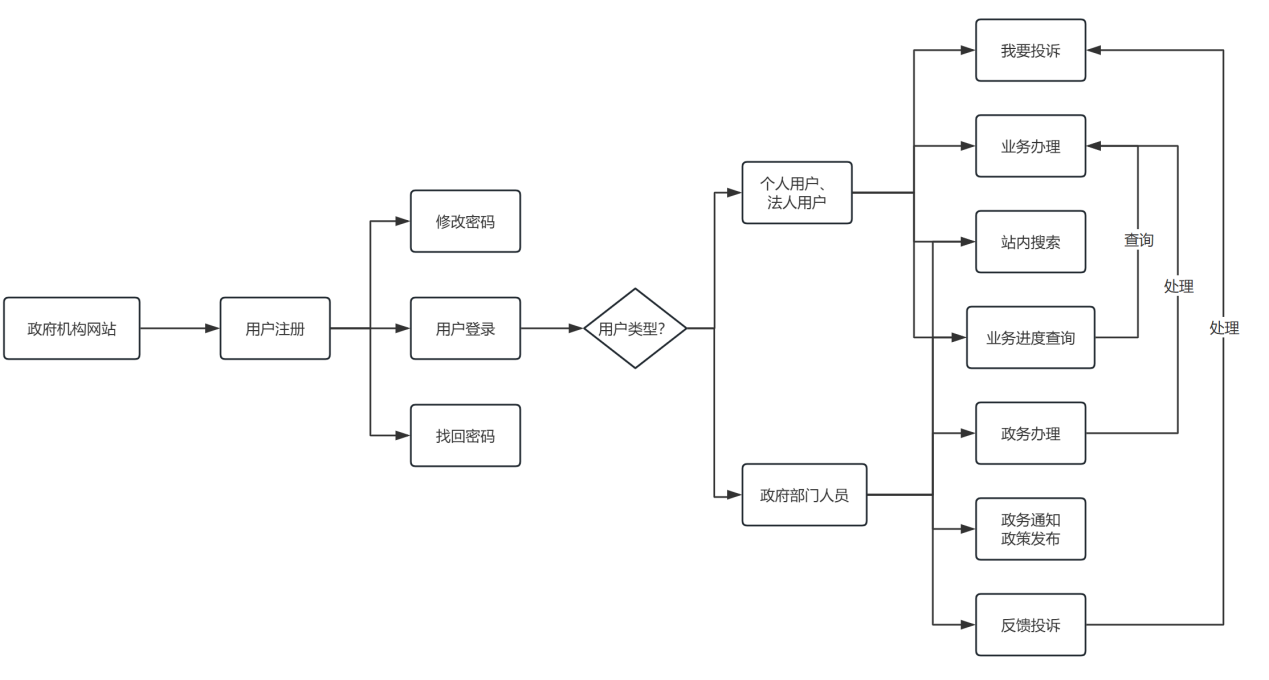 政府机构网站
用户注册
修改密码
用户登录
找回密码
用户类型？
个人用户、
法人用户
政府部门人员
我要投诉
业务办理
站内搜索
业务进度查询
政务办理
政务通知
政策发布
反馈投诉
查询
处理
处理